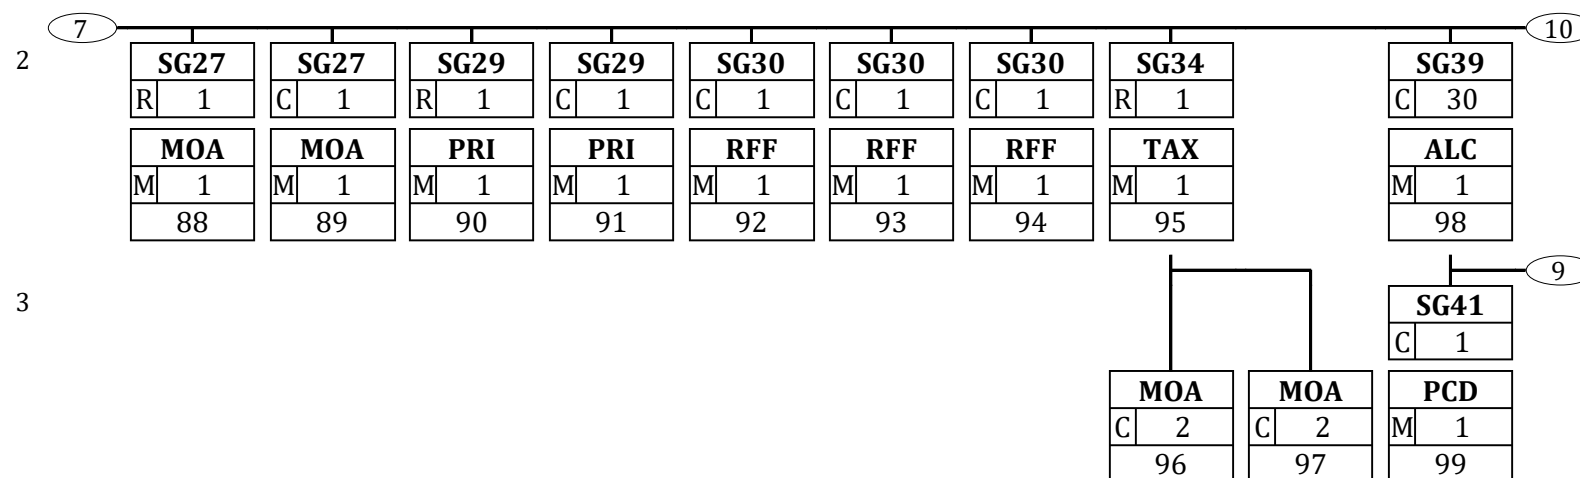 7 10
2 SG27 SG27 SG29 SG29 SG30 SG30 SG30 SG34 SG39
R 1 C 1 R 1 C 1 C 1 C 1 C 1 R 1 C 30
MOA MOA PRI PRI RFF RFF RFF TAX ALC
M 1 M 1 M 1 M 1 M 1 M 1 M 1 M 1 M 1
88 89 90 91 92 93 94 95 98
9
3 SG41
C 1
MOA MOA PCD
C 2 C 2 M 1
96 97 99